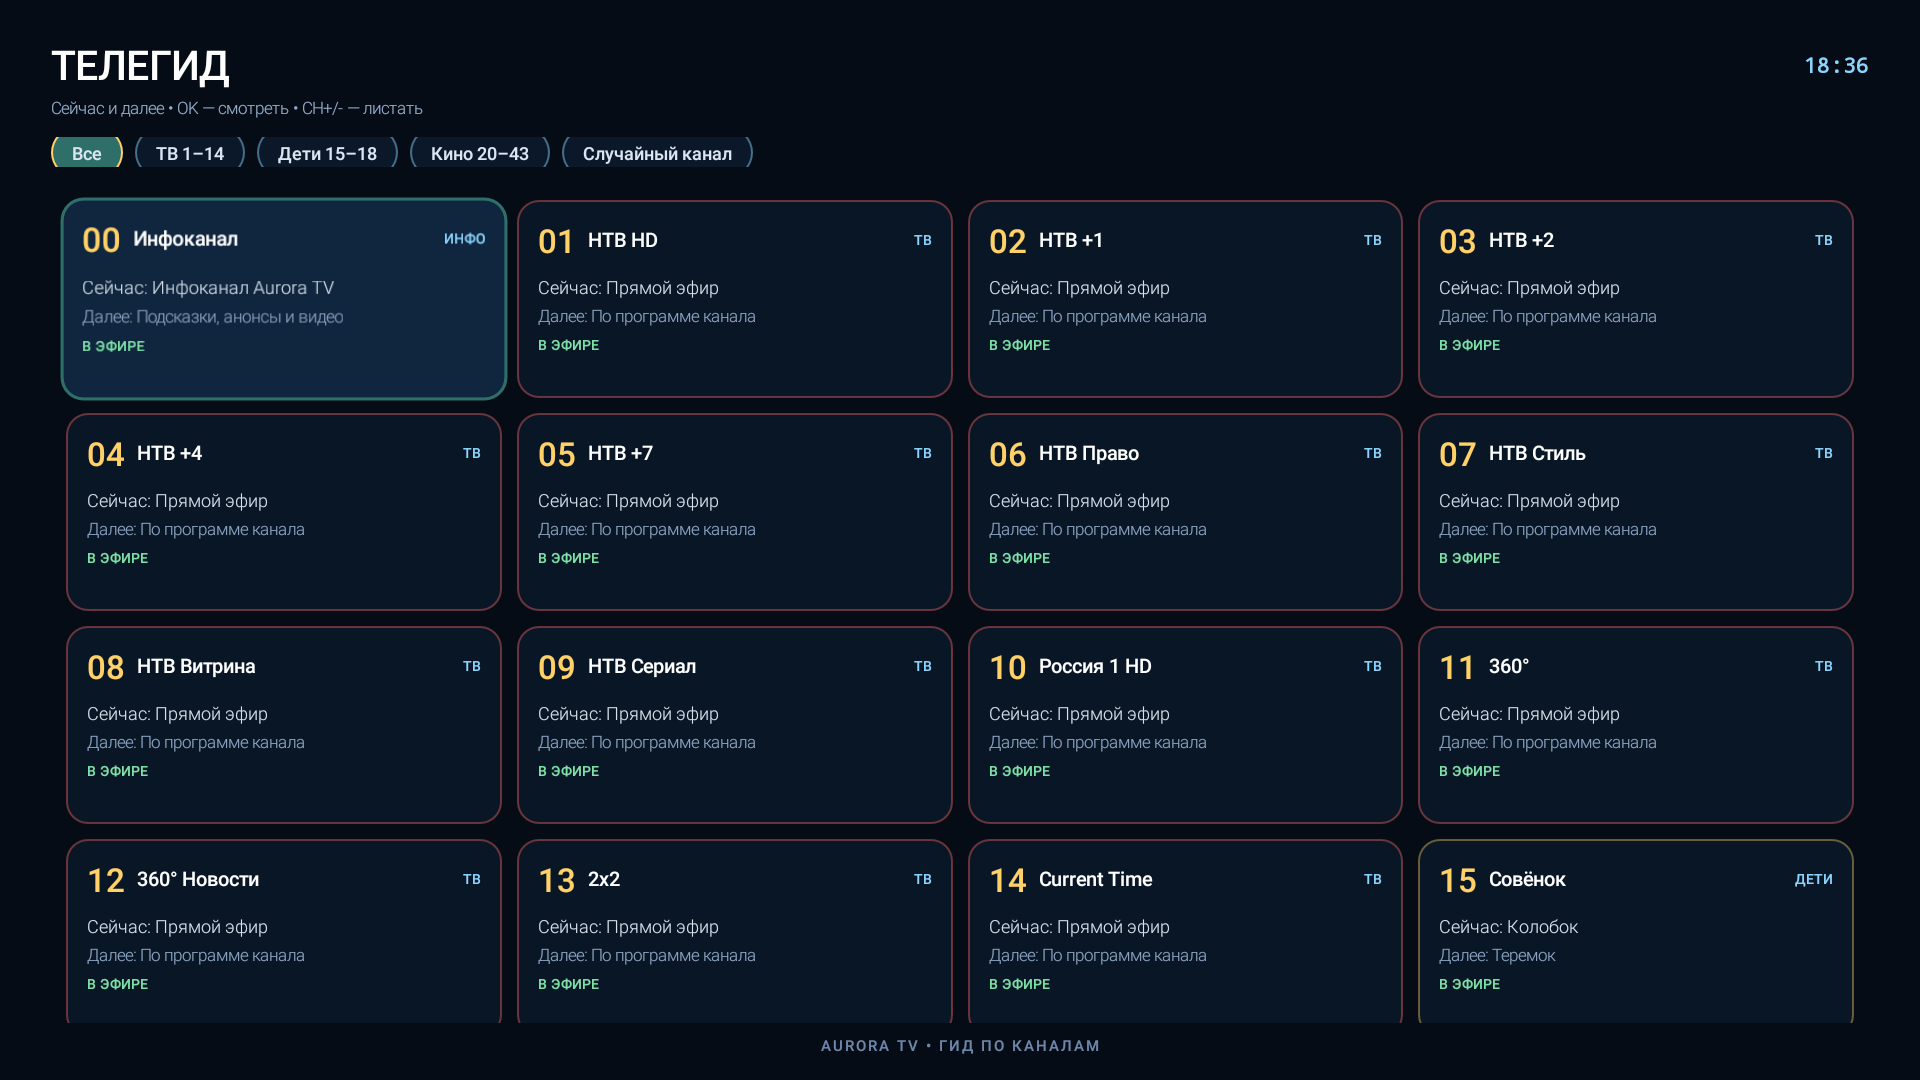 ТЕЛЕГИД
18:36
Сейчас и далее • OK — смотреть • CH+/- — листать
Все
ТВ 1–14
Дети 15–18
Кино 20–43
Случайный канал
00 Инфоканал ИНФО
Сейчас: Инфоканал Aurora TV
Далее: Подсказки, анонсы и видео
В ЭФИРЕ
01 НТВ HD ТВ
Сейчас: Прямой эфир
Далее: По программе канала
В ЭФИРЕ
02 НТВ +1 ТВ
Сейчас: Прямой эфир
Далее: По программе канала
В ЭФИРЕ
03 НТВ +2 ТВ
Сейчас: Прямой эфир
Далее: По программе канала
В ЭФИРЕ
04 НТВ +4 ТВ
Сейчас: Прямой эфир
Далее: По программе канала
В ЭФИРЕ
05 НТВ +7 ТВ
Сейчас: Прямой эфир
Далее: По программе канала
В ЭФИРЕ
06 НТВ Право ТВ
Сейчас: Прямой эфир
Далее: По программе канала
В ЭФИРЕ
07 НТВ Стиль ТВ
Сейчас: Прямой эфир
Далее: По программе канала
В ЭФИРЕ
08 НТВ Витрина ТВ
Сейчас: Прямой эфир
Далее: По программе канала
В ЭФИРЕ
09 НТВ Сериал ТВ
Сейчас: Прямой эфир
Далее: По программе канала
В ЭФИРЕ
10 Россия 1 HD ТВ
Сейчас: Прямой эфир
Далее: По программе канала
В ЭФИРЕ
11 360° ТВ
Сейчас: Прямой эфир
Далее: По программе канала
В ЭФИРЕ
12 360° Новости ТВ
Сейчас: Прямой эфир
Далее: По программе канала
В ЭФИРЕ
13 2x2 ТВ
Сейчас: Прямой эфир
Далее: По программе канала
В ЭФИРЕ
14 Current Time ТВ
Сейчас: Прямой эфир
Далее: По программе канала
В ЭФИРЕ
15 Совёнок ДЕТИ
Сейчас: Колобок
Далее: Теремок
В ЭФИРЕ
AURORA TV • ГИД ПО КАНАЛАМ